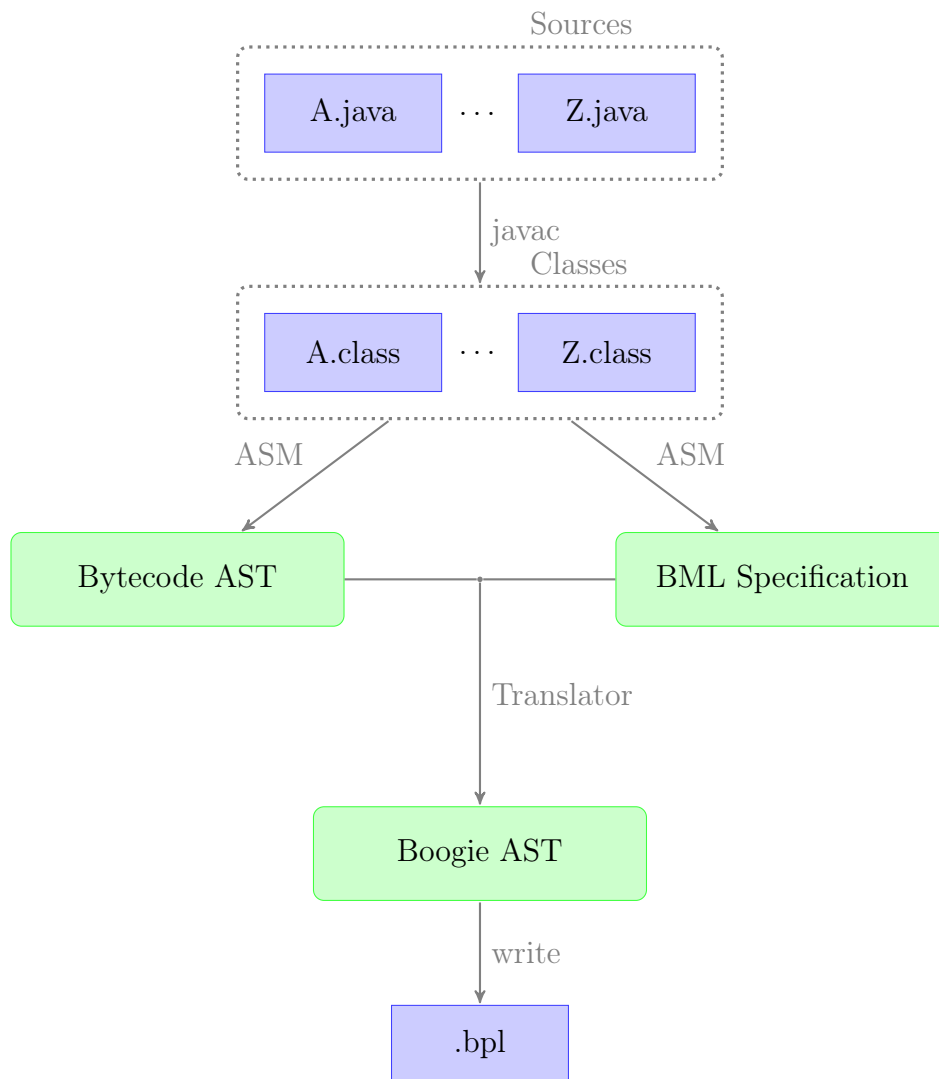 Sources
A.java ... Z.java
javac
Classes
A.class ... Z.class
ASM ASM
Bytecode AST BML Specification
Translator
Boogie AST
write
.bpl